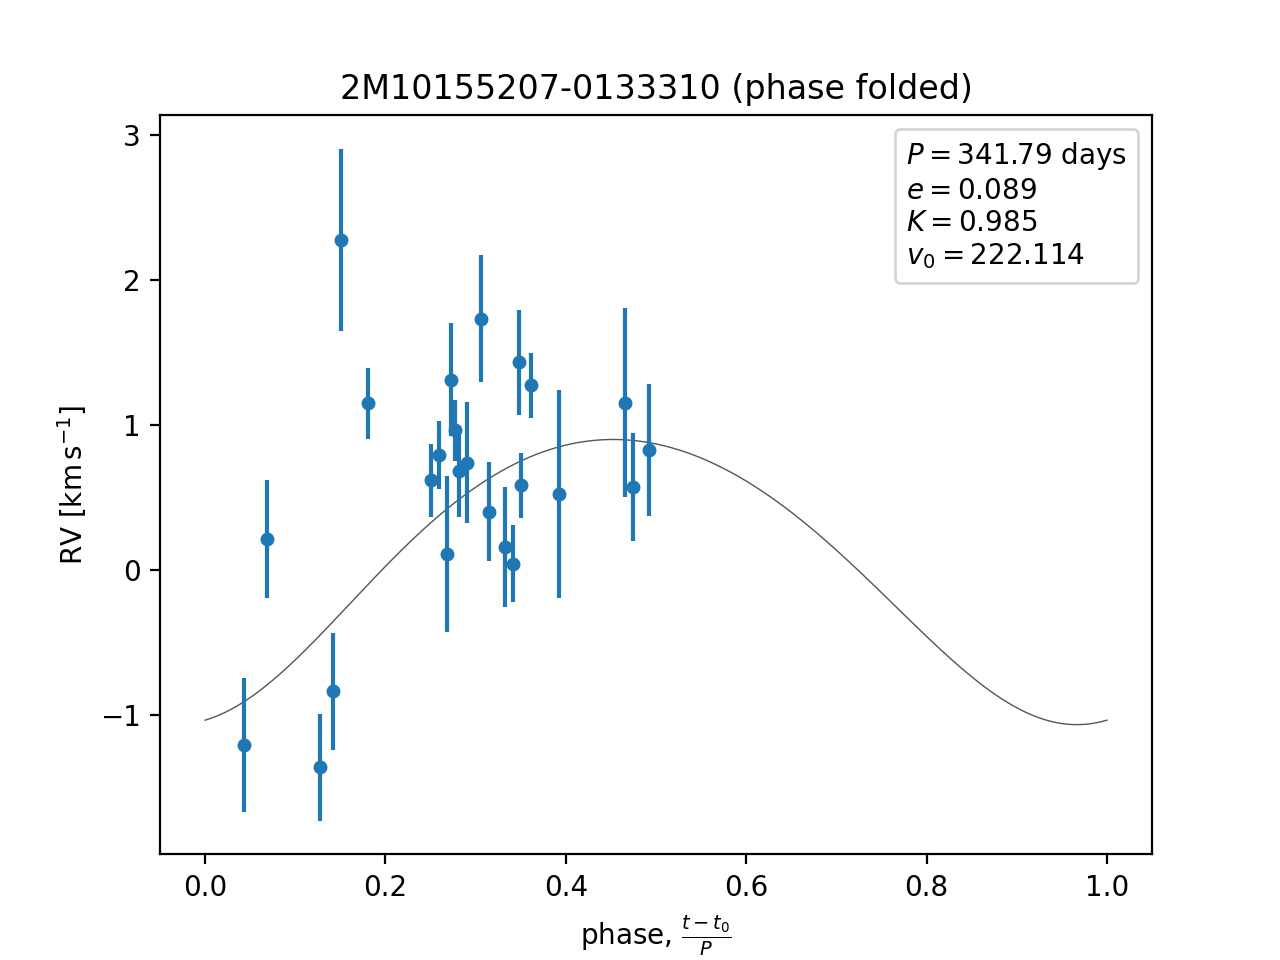 2M10155207-0133310 (phase folded)
P = 341.79 days
e = 0.089
K = 0.985
v₀ = 222.114
RV [km s⁻¹]
3
2
1
0
−1
0.0 0.2 0.4 0.6 0.8 1.0
phase, (t − t₀)/P